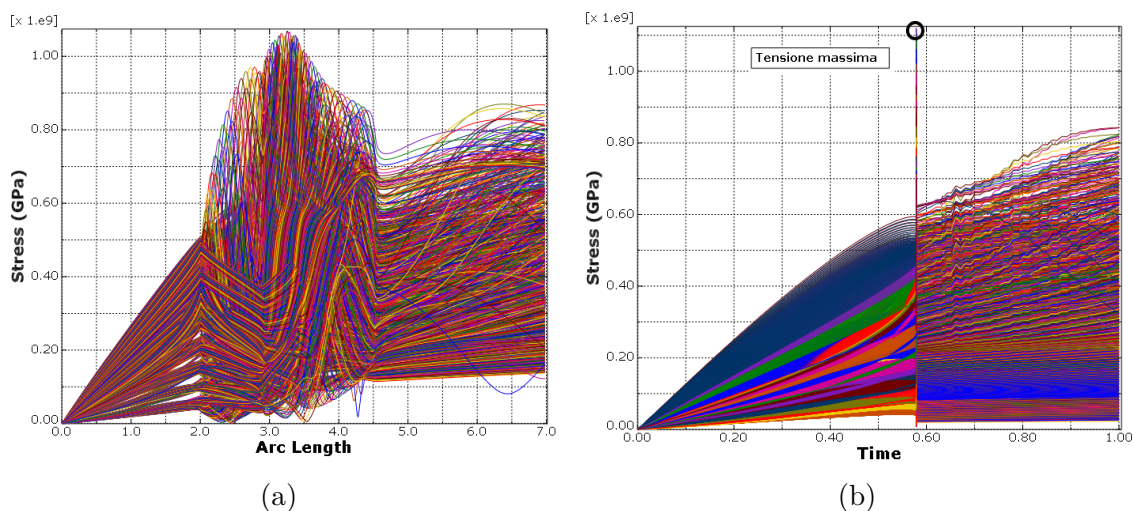 [x 1.e9]
1.00
0.80
0.60
0.40
0.20
0.00
Stress (GPa)
0.0 1.0 2.0 3.0 4.0 5.0 6.0 7.0
Arc Length
(a)
[x 1.e9]
Tensione massima
1.00
0.80
0.60
0.40
0.20
0.00
Stress (GPa)
0.00 0.20 0.40 0.60 0.80 1.00
Time
(b)